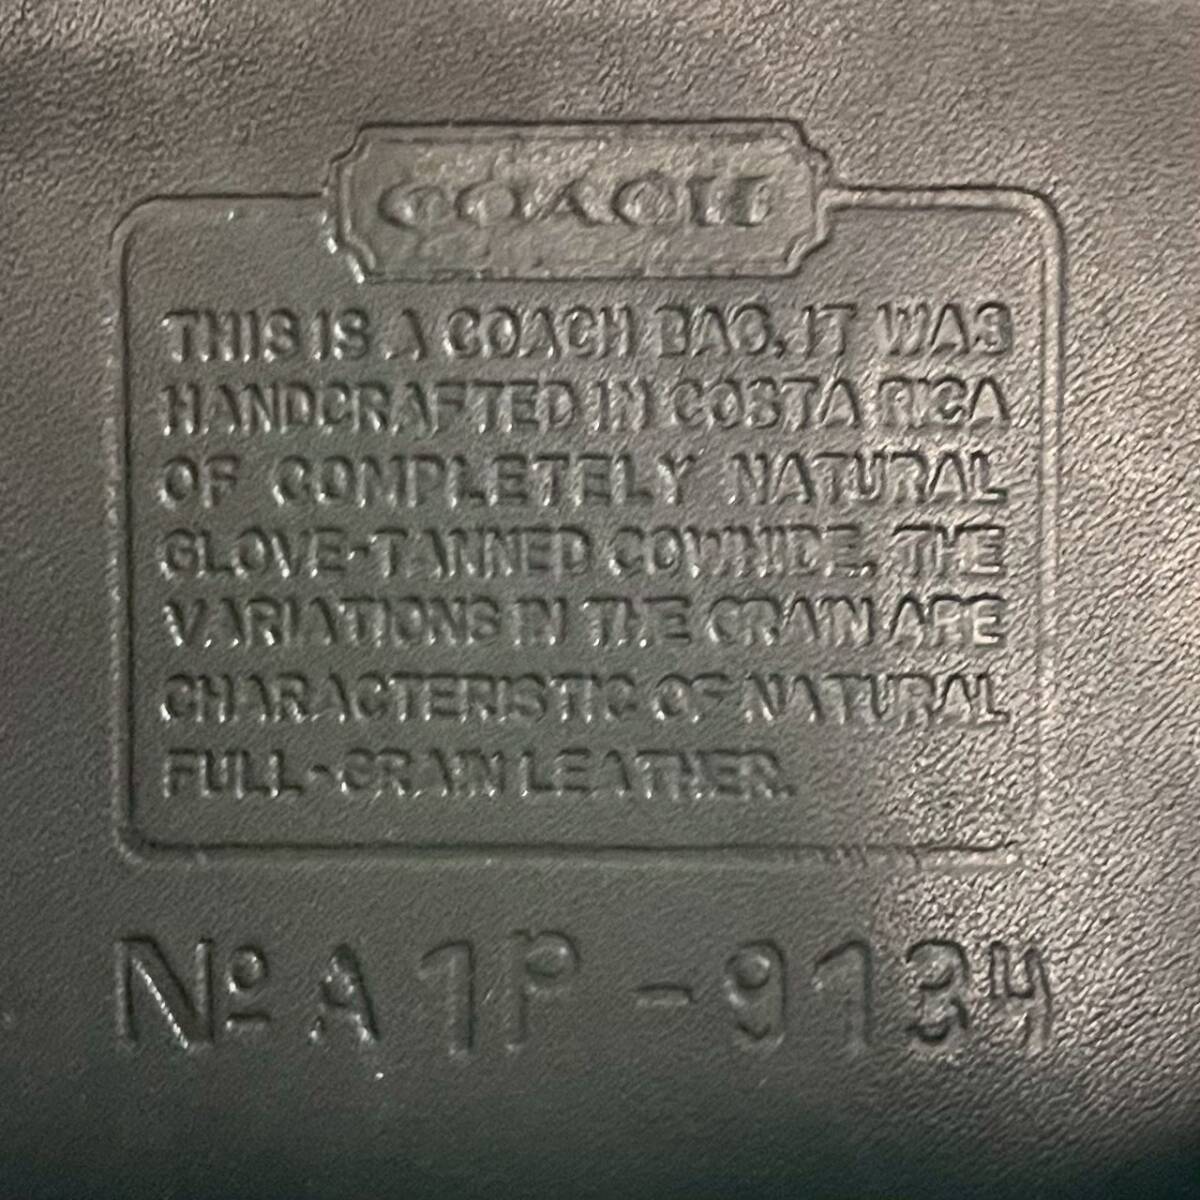 COACH
THIS IS A COACH BAG. IT WAS
HANDCRAFTED IN COSTA RICA
OF COMPLETELY NATURAL
GLOVE-TANNED COWHIDE. THE
VARIATIONS IN THE GRAIN ARE
CHARACTERISTIC OF NATURAL
FULL-GRAIN LEATHER.
Nº A1P-9134